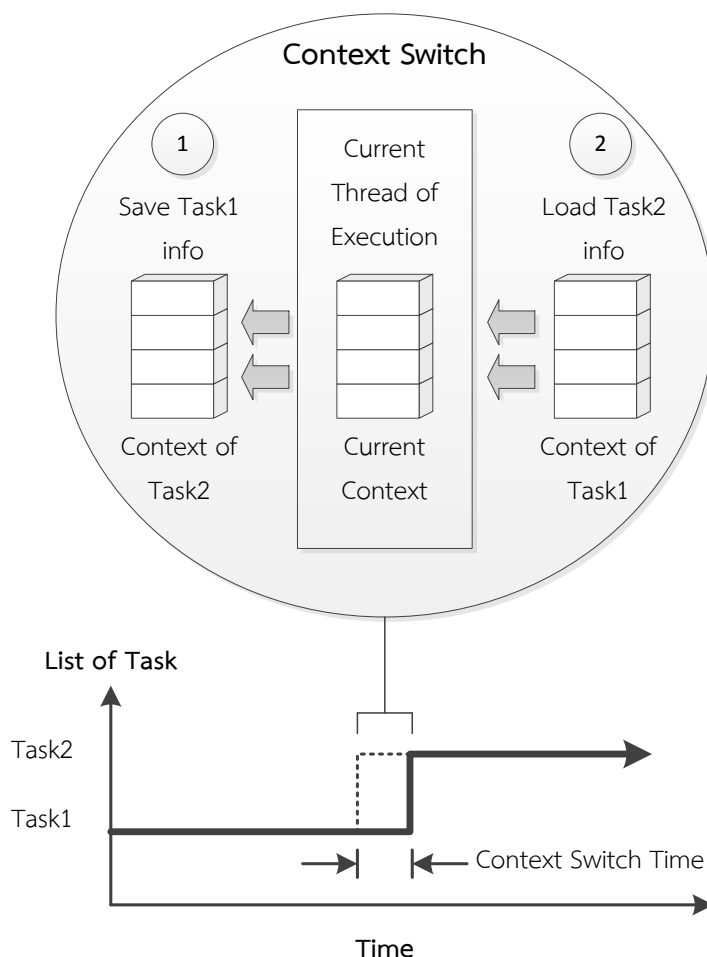 Context Switch
1
Save Task1
info
Context of
Task2
Current
Thread of
Execution
Current
Context
2
Load Task2
info
Context of
Task1
List of Task
Task2
Task1
Context Switch Time
Time